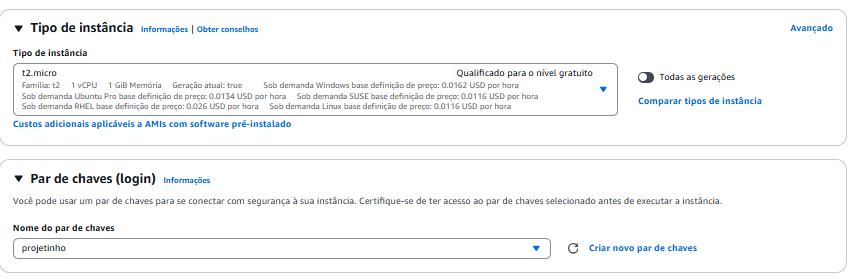 Tipo de instância Informações | Obter conselhos Avançado
Tipo de instância
t2.micro Qualificado para o nível gratuito
Família: t2 1 vCPU 1 GiB Memória Geração atual: true Sob demanda Windows base definição de preço: 0.0162 USD por hora
Sob demanda Ubuntu Pro base definição de preço: 0.0134 USD por hora Sob demanda SUSE base definição de preço: 0.0116 USD por hora
Sob demanda RHEL base definição de preço: 0.026 USD por hora Sob demanda Linux base definição de preço: 0.0116 USD por hora
Todas as gerações
Comparar tipos de instância
Custos adicionais aplicáveis a AMIs com software pré-instalado
Par de chaves (login) Informações
Você pode usar um par de chaves para se conectar com segurança à sua instância. Certifique-se de ter acesso ao par de chaves selecionado antes de executar a instância.
Nome do par de chaves
projetinho Criar novo par de chaves